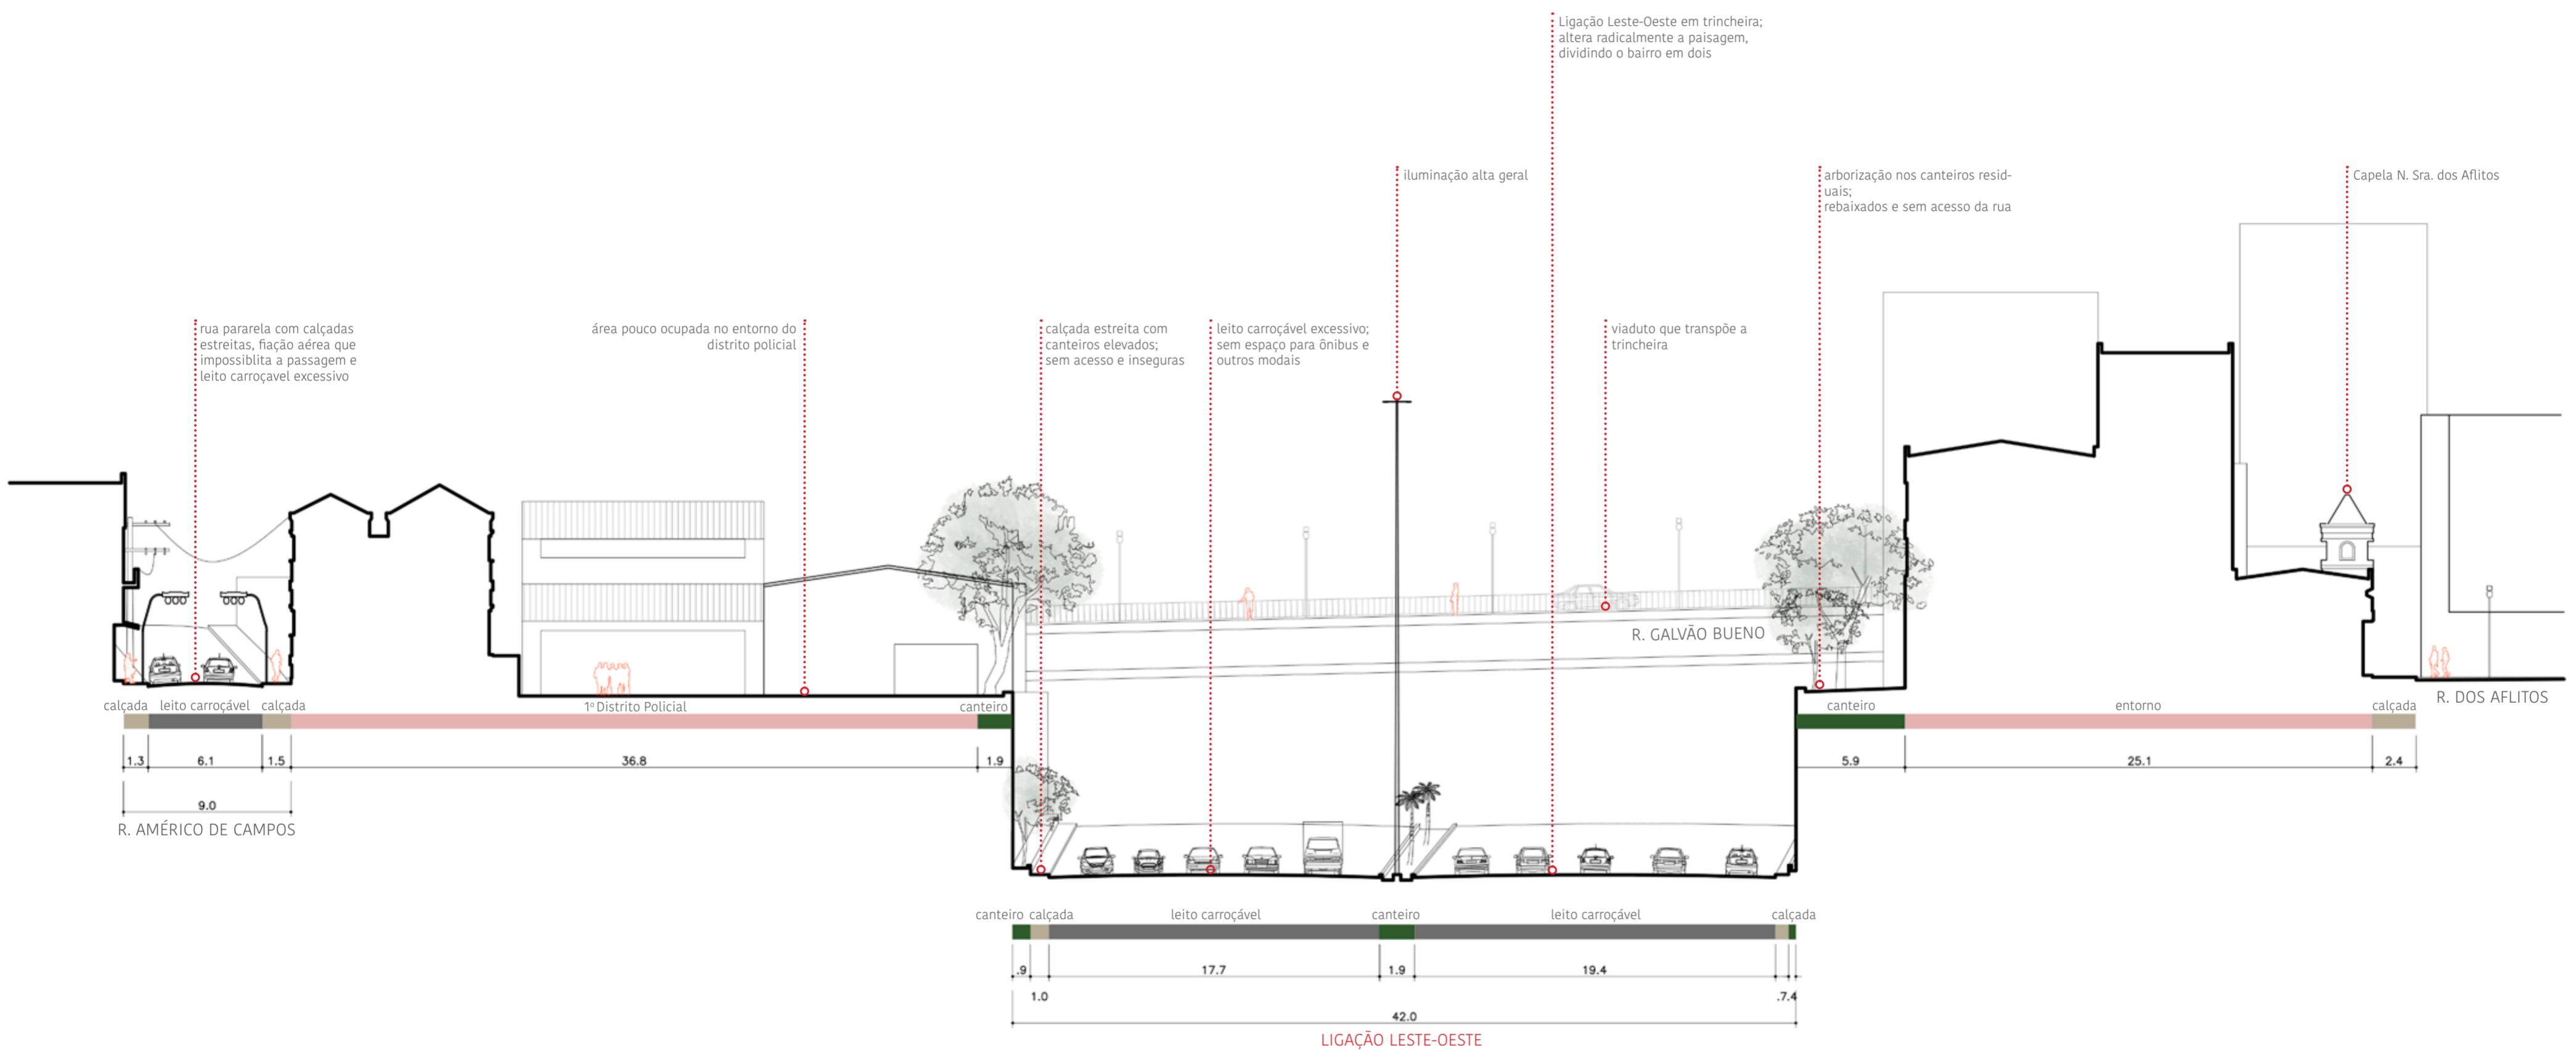 Ligação Leste-Oeste em trincheira;
altera radicalmente a paisagem,
dividindo o bairro em dois
iluminação alta geral
arborização nos canteiros resid-
uais;
rebaixados e sem acesso da rua
Capela N. Sra. dos Aflitos
rua pararela com calçadas
estreitas, fiação aérea que
impossiblita a passagem e
leito carroçavel excessivo
área pouco ocupada no entorno do
distrito policial
calçada estreita com
canteiros elevados;
sem acesso e inseguras
leito carroçável excessivo;
sem espaço para ônibus e
outros modais
viaduto que transpõe a
trincheira
R. GALVÃO BUENO
calçada leito carroçável calçada
1º Distrito Policial
canteiro
canteiro
entorno
calçada
R. DOS AFLITOS
1.3 6.1 1.5 36.8 1.9
5.9 25.1 2.4
9.0
R. AMÉRICO DE CAMPOS
canteiro calçada leito carroçável canteiro leito carroçável calçada
.9 17.7 1.9 19.4
1.0 .7 .4
42.0
LIGAÇÃO LESTE-OESTE